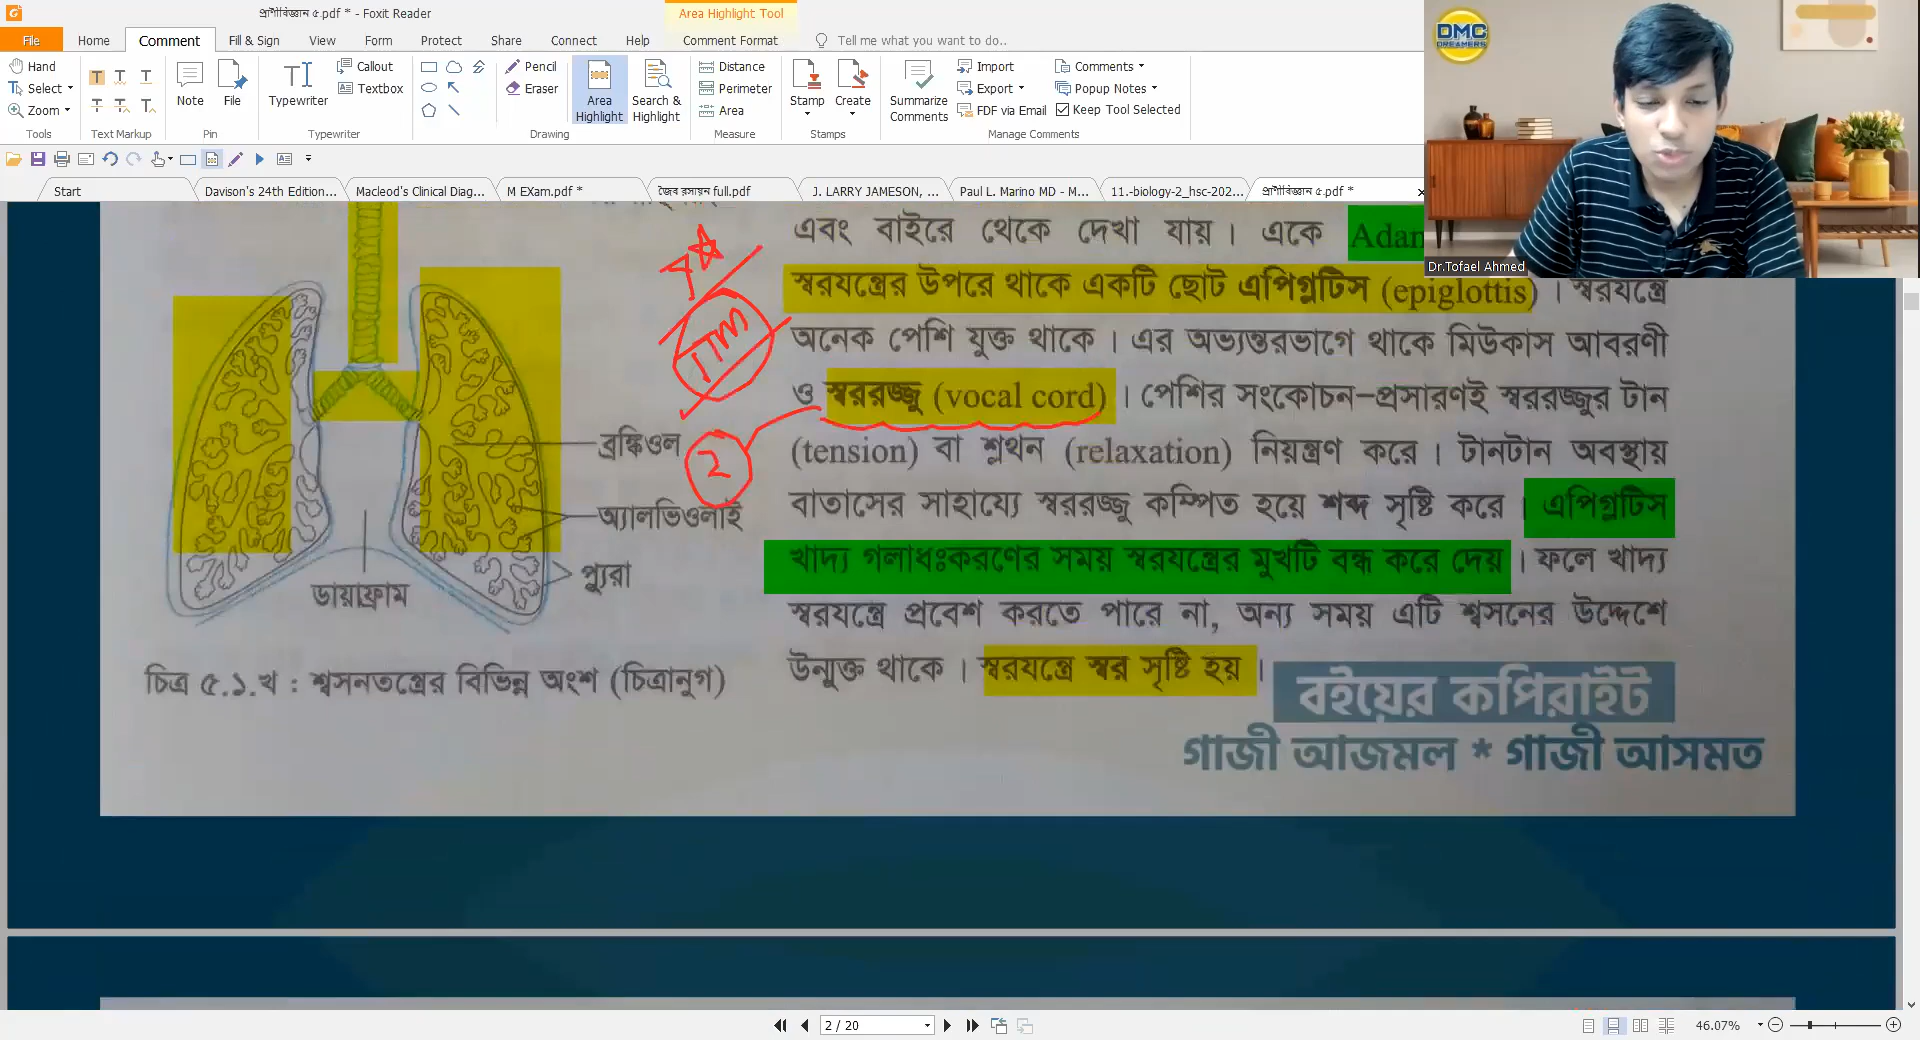 প্রাণীবিজ্ঞান ৫.pdf * - Foxit Reader
Area Highlight Tool
File Home Comment Fill & Sign View Form Protect Share Connect Help Comment Format Tell me what you want to do..
Hand
Select
Zoom
Tools
Text Markup
Note
File
Pin
Typewriter
Callout
Textbox
Typewriter
Pencil
Eraser
Area Highlight
Search & Highlight
Drawing
Distance
Perimeter
Area
Measure
Stamp
Create
Stamps
Summarize Comments
Import
Export
FDF via Email
Comments
Popup Notes
Keep Tool Selected
Manage Comments
DMC
DREAMERS
Dr.Tofael Ahmed
Start
Davison's 24th Edition...
Macleod's Clinical Diag...
M EXam.pdf *
জৈব রসায়ন full.pdf
J. LARRY JAMESON, ...
Paul L. Marino MD - M...
11.-biology-2_hsc-202...
প্রাণীবিজ্ঞান ৫.pdf *
এবং বাইরে থেকে দেখা যায়। একে Adam
স্বরযন্ত্রের উপরে থাকে একটি ছোট এপিগ্লটিস (epiglottis)। স্বরযন্ত্রে
অনেক পেশি যুক্ত থাকে। এর অভ্যন্তরভাগে থাকে মিউকাস আবরণী
ও স্বররজ্জু (vocal cord)। পেশির সংকোচন-প্রসারণই স্বররজ্জুর টান
(tension) বা শ্লথন (relaxation) নিয়ন্ত্রণ করে। টানটান অবস্থায়
বাতাসের সাহায্যে স্বররজ্জু কম্পিত হয়ে শব্দ সৃষ্টি করে। এপিগ্লটিস
খাদ্য গলাধঃকরণের সময় স্বরযন্ত্রের মুখটি বন্ধ করে দেয়। ফলে খাদ্য
স্বরযন্ত্রে প্রবেশ করতে পারে না, অন্য সময় এটি শ্বসনের উদ্দেশে
উন্মুক্ত থাকে। স্বরযন্ত্রে স্বর সৃষ্টি হয়।
ব্রঙ্কিওল
অ্যালভিওলাই
প্লুরা
ডায়াফ্রাম
চিত্র ৫.১.খ : শ্বসনতন্ত্রের বিভিন্ন অংশ (চিত্রানুগ)
2
বইয়ের কপিরাইট
গাজী আজমল * গাজী আসমত
2 / 20
46.07%